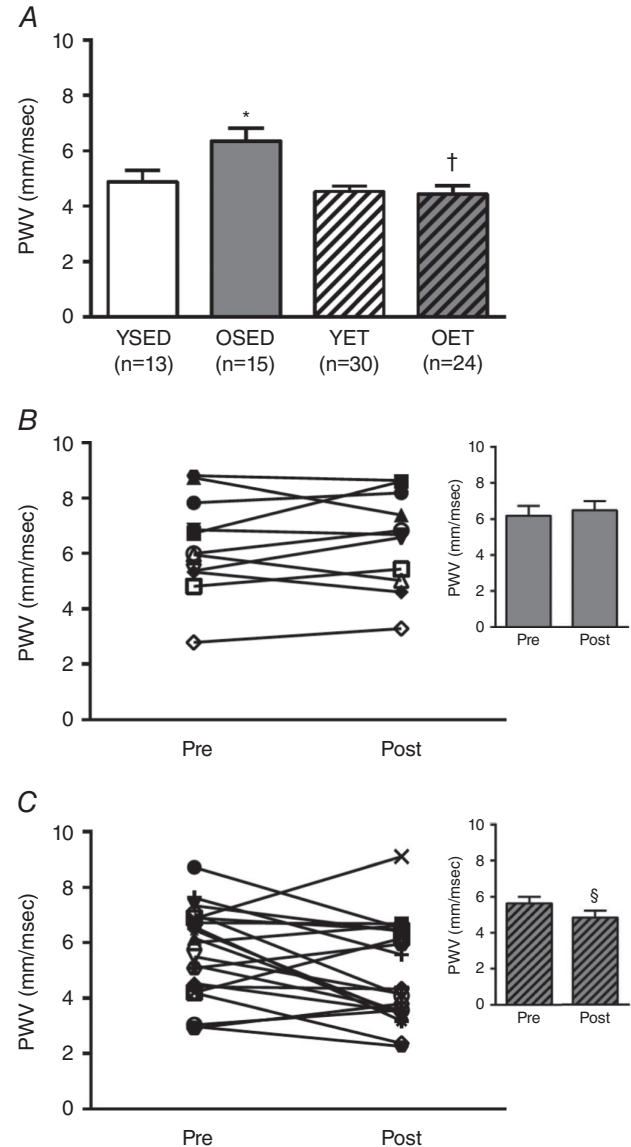 A
10
8
6
4
2
0
PWV (mm/msec)
*
†
YSED OSED YET OET
(n=13) (n=15) (n=30) (n=24)
B
10
8
6
4
2
0
PWV (mm/msec)
Pre Post
10
8
6
4
2
0
PWV (mm/msec)
Pre Post
C
10
8
6
4
2
0
PWV (mm/msec)
Pre Post
10
8
6
4
2
0
PWV (mm/msec)
§
Pre Post